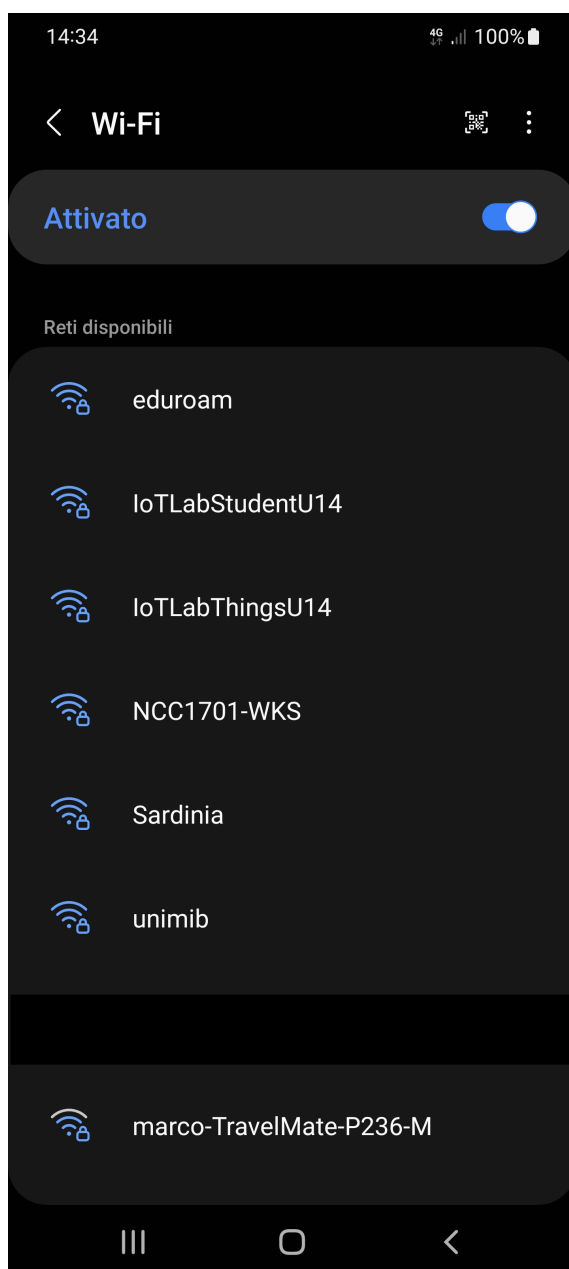 14:34 4G 100%
Wi-Fi
Attivato
Reti disponibili
eduroam
IoTLabStudentU14
IoTLabThingsU14
NCC1701-WKS
Sardinia
unimib
marco-TravelMate-P236-M